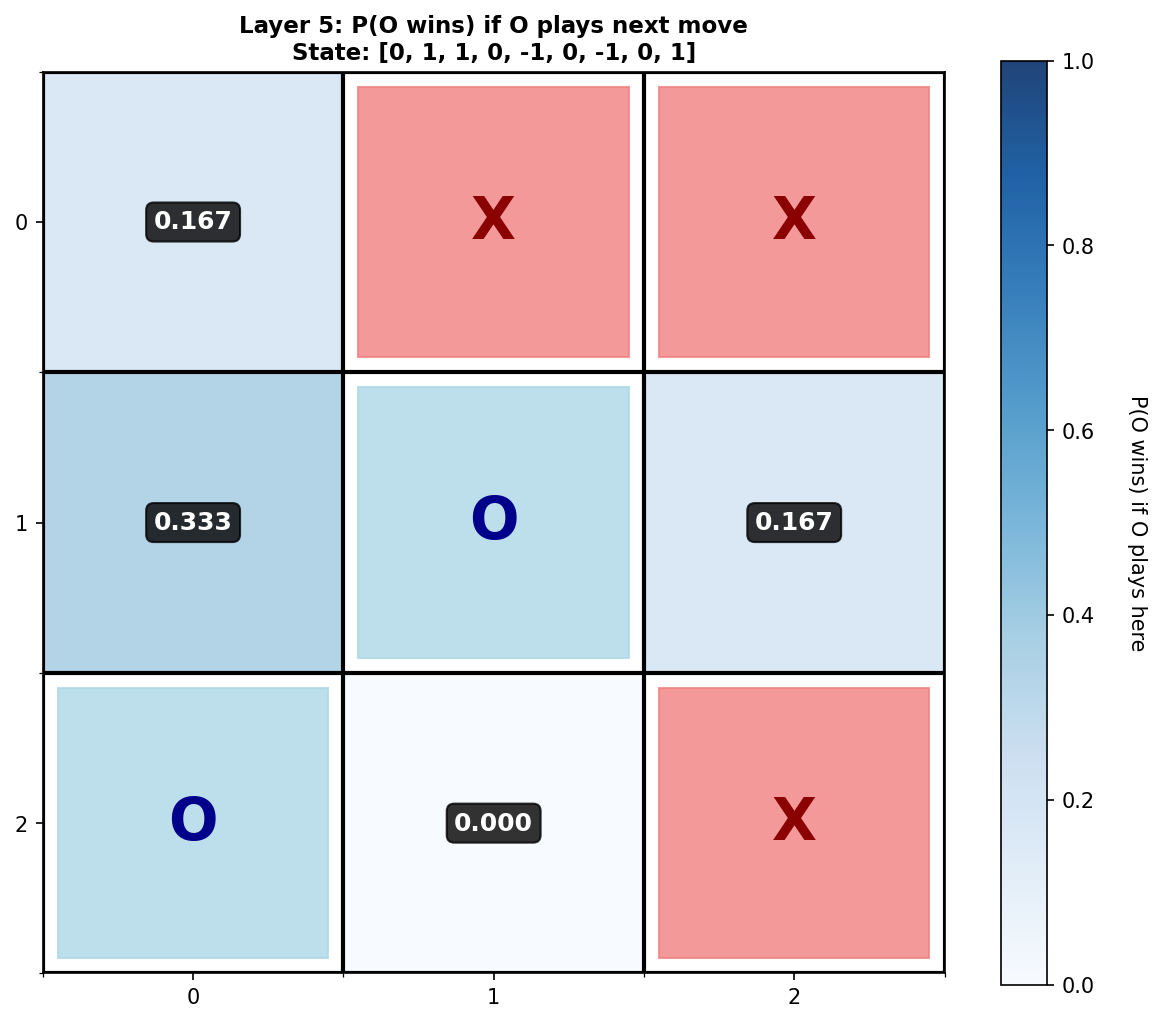 Layer 5: P(O wins) if O plays next move
State: [0, 1, 1, 0, -1, 0, -1, 0, 1]
0
0.167
X
X
1
0.333
O
0.167
2
O
0.000
X
0
1
2
1.0
0.8
0.6
0.4
0.2
0.0
P(O wins) if O plays here